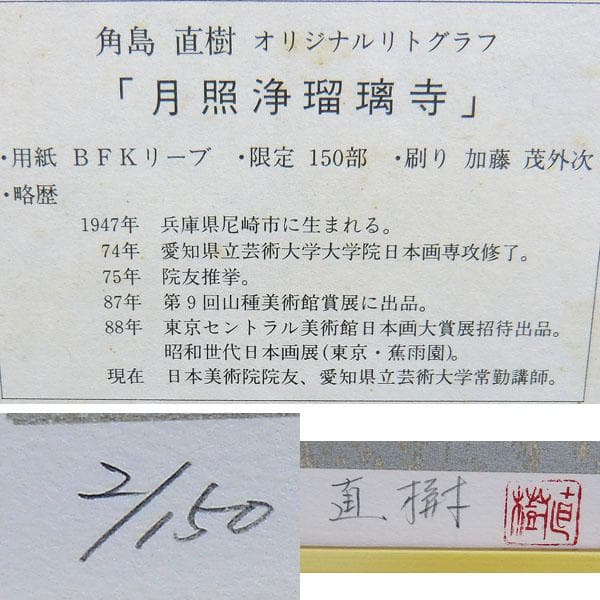 角島 直樹 オリジナルリトグラフ
「月照浄瑠璃寺」
・用紙 BFKリーブ ・限定 150部 ・刷り 加藤 茂外次
・略歴
1947年 兵庫県尼崎市に生まれる。
74年 愛知県立芸術大学大学院日本画専攻修了。
75年 院友推挙。
87年 第9回山種美術館賞展に出品。
88年 東京セントラル美術館日本画大賞展招待出品。
昭和世代日本画展(東京・蕉雨園)。
現在 日本美術院院友、愛知県立芸術大学常勤講師。
2/150
直樹
直樹